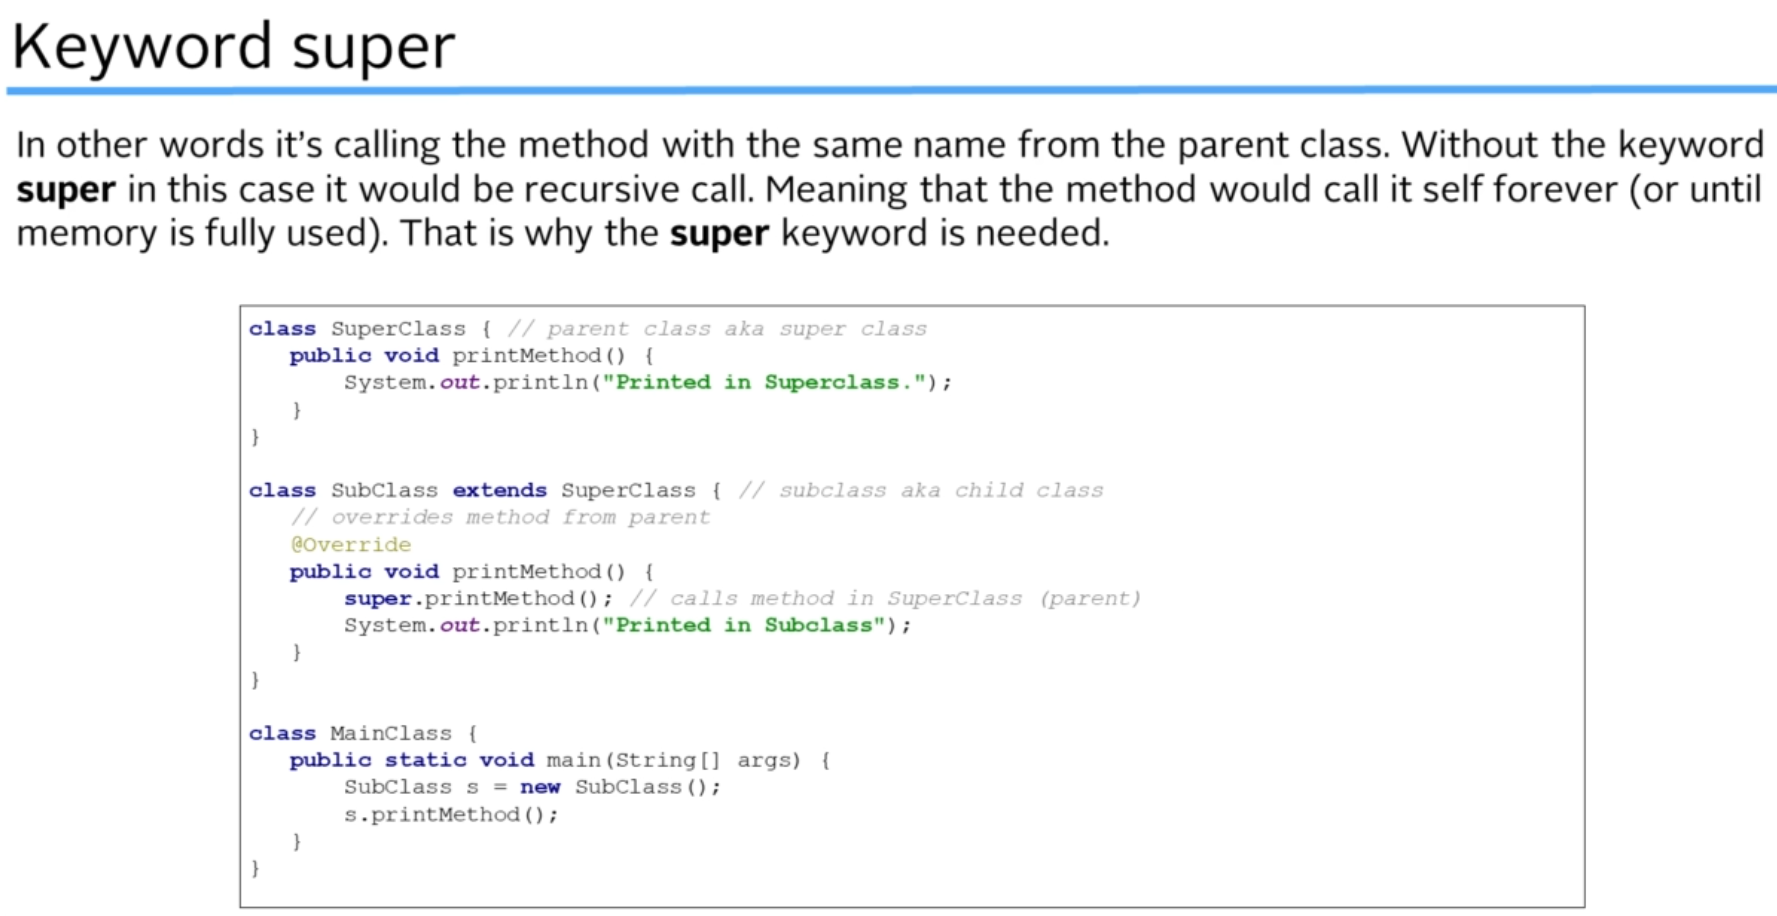 Keyword super
In other words it's calling the method with the same name from the parent class. Without the keyword
super in this case it would be recursive call. Meaning that the method would call it self forever (or until
memory is fully used). That is why the super keyword is needed.
class SuperClass { // parent class aka super class
public void printMethod() {
System.out.println("Printed in Superclass.");
}
}
class SubClass extends SuperClass { // subclass aka child class
// overrides method from parent
@Override
public void printMethod() {
super.printMethod(); // calls method in SuperClass (parent)
System.out.println("Printed in Subclass");
}
}
class MainClass {
public static void main(String[] args) {
SubClass s = new SubClass();
s.printMethod();
}
}